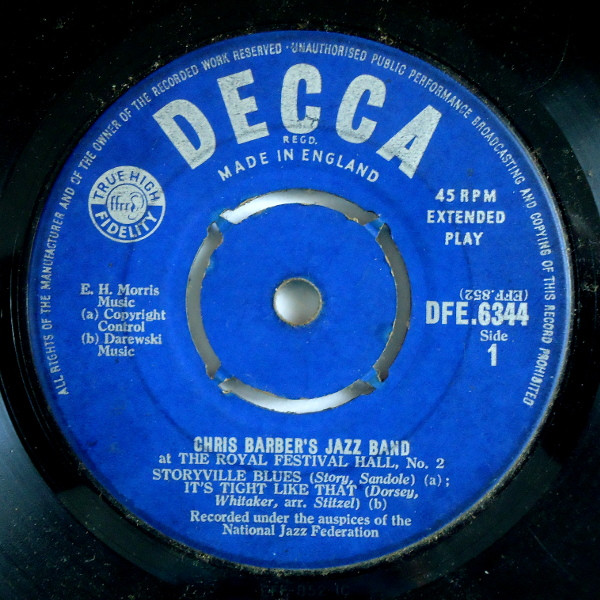 ALL RIGHTS OF THE MANUFACTURER AND OF THE OWNER OF THE RECORDED WORK RESERVED · UNAUTHORISED PUBLIC PERFORMANCE BROADCASTING AND COPYING OF THIS RECORD PROHIBITED
DECCA
REGD.
MADE IN ENGLAND
TRUE HIGH
ffrr
FIDELITY
45 RPM
EXTENDED
PLAY
E. H. Morris
Music
(a) Copyright
Control
(b) Darewski
Music
(EFF.852)
DFE.6344
Side
1
CHRIS BARBER'S JAZZ BAND
at THE ROYAL FESTIVAL HALL, No. 2
STORYVILLE BLUES (Story, Sandole) (a);
IT'S TIGHT LIKE THAT (Dorsey,
Whitaker, arr. Stitzel) (b)
Recorded under the auspices of the
National Jazz Federation